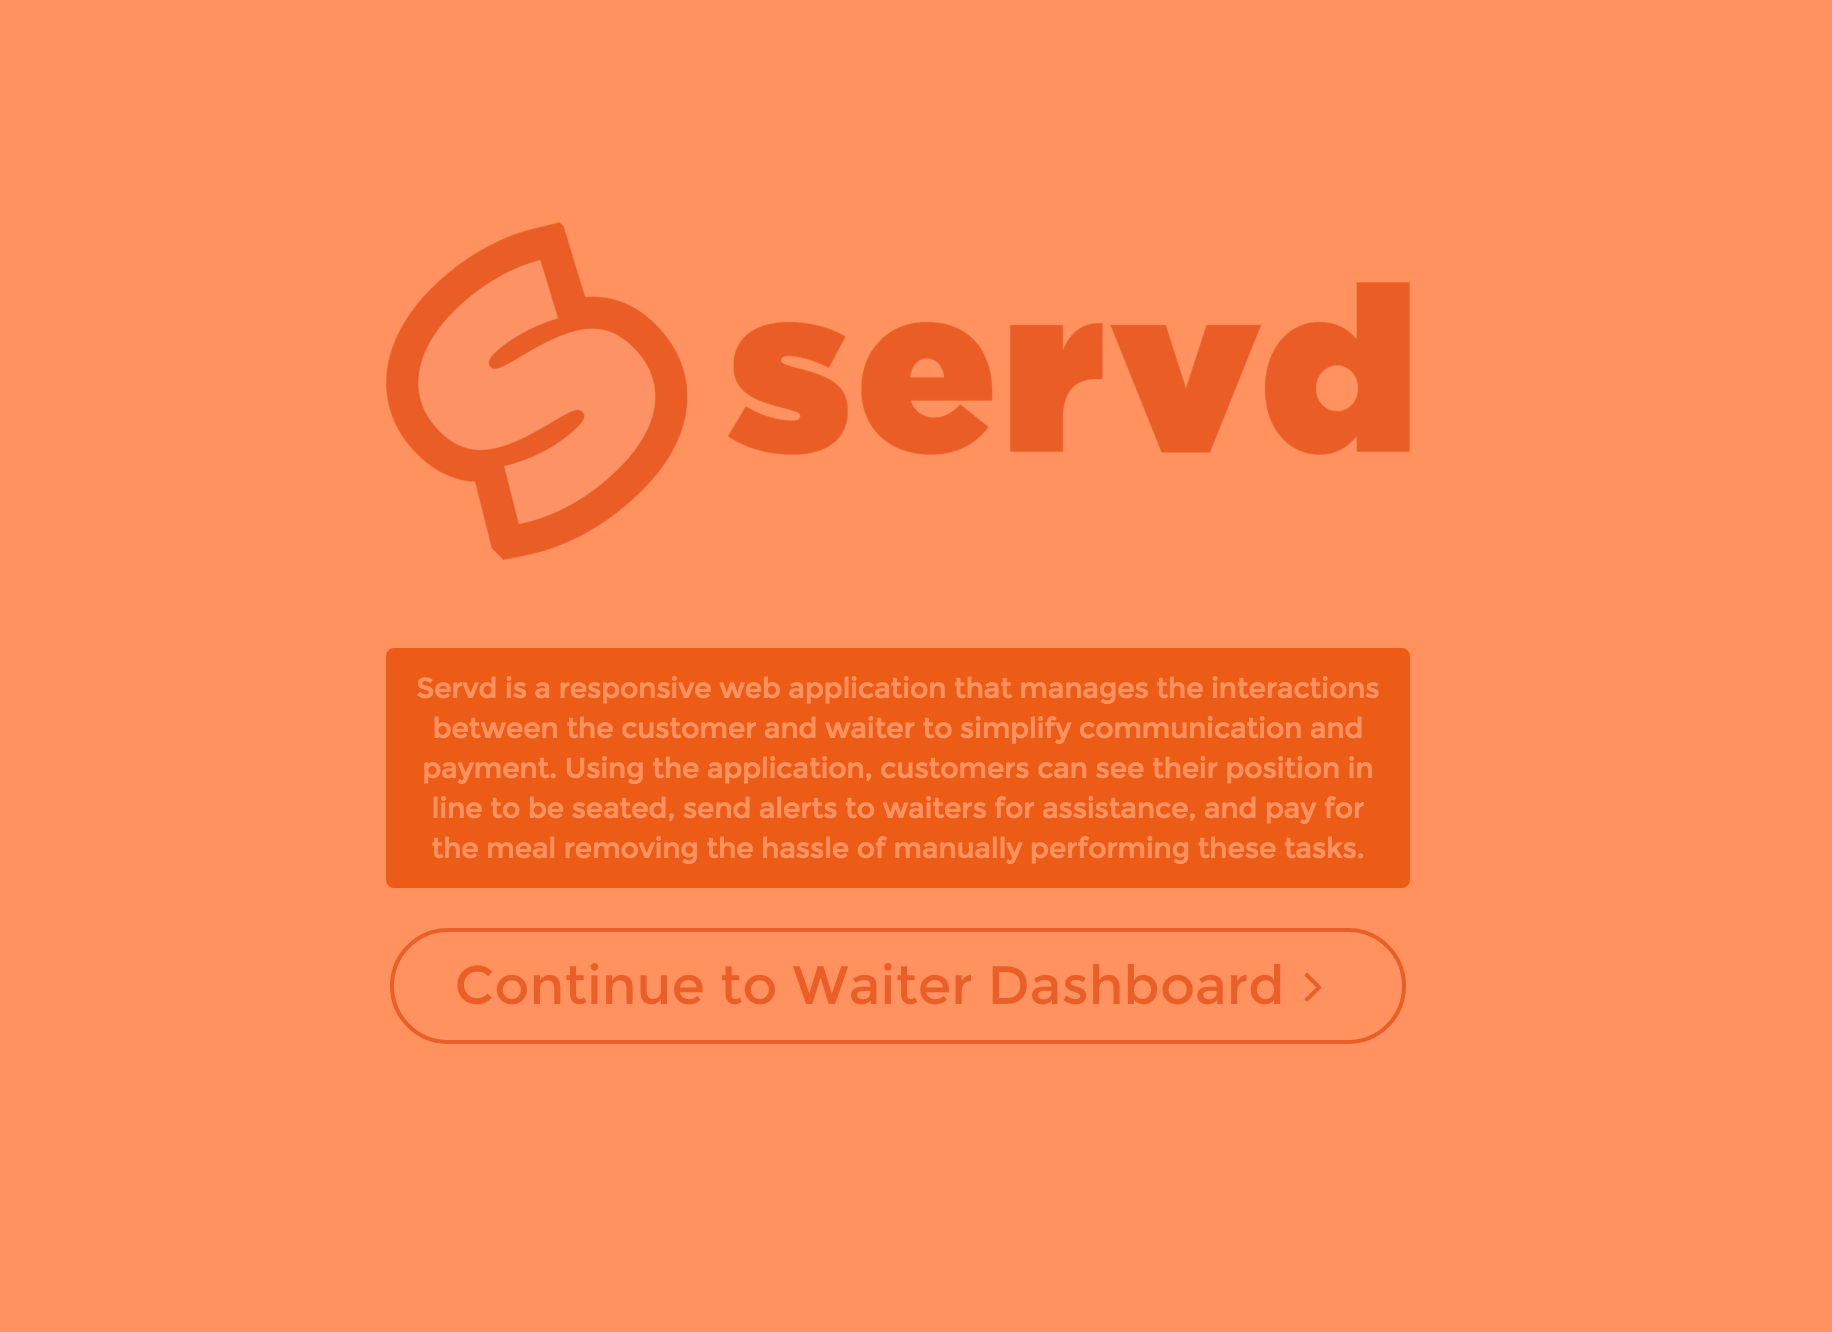 servd
Servd is a responsive web application that manages the interactions
between the customer and waiter to simplify communication and
payment. Using the application, customers can see their position in
line to be seated, send alerts to waiters for assistance, and pay for
the meal removing the hassle of manually performing these tasks.
Continue to Waiter Dashboard >